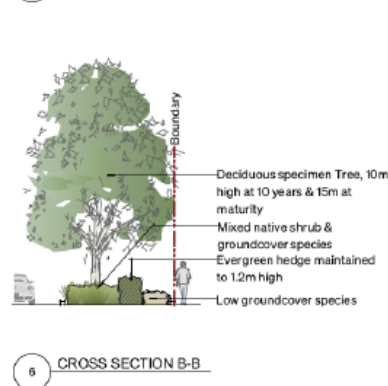 Boundary
Deciduous specimen Tree, 10m
high at 10 years & 15m at
maturity
Mixed native shrub &
groundcover species
Evergreen hedge maintained
to 1.2m high
Low groundcover species
6 CROSS SECTION B-B